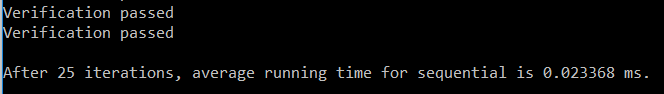 Verification passed
Verification passed
After 25 iterations, average running time for sequential is 0.023368 ms.